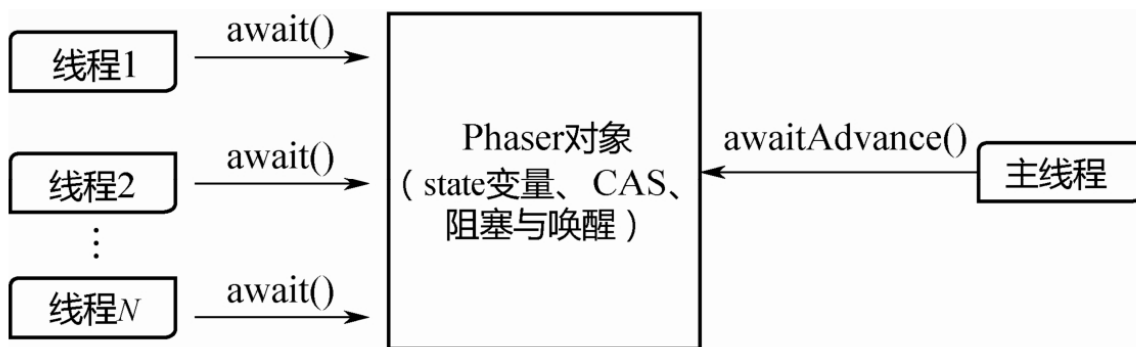 线程1
await()
线程2
await()
⋮
线程N
await()
Phaser对象
（state变量、CAS、
阻塞与唤醒）
awaitAdvance()
主线程